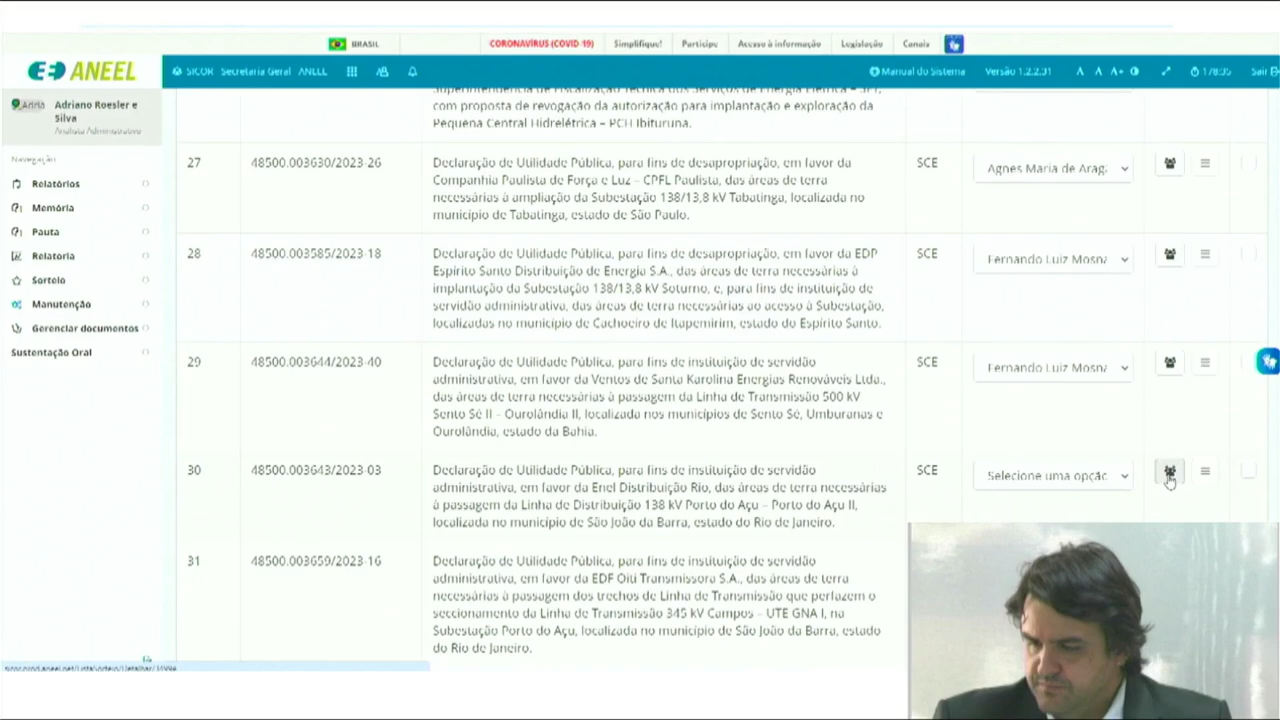 BRASIL
CORONAVÍRUS (COVID-19)
Simplifique!
Participe
Acesso à informação
Legislação
Canais
ANEEL
SICOR
Secretaria Geral
ANEEL
Manual do Sistema
Versão 1.2.2.31
A
A
A+
Sair
Adriano Roesler e
Silva
Analista Administrativo
Navegação
Relatórios
Memória
Pauta
Relatoria
Sorteio
Manutenção
Gerenciar documentos
Sustentação Oral
Superintendência de Fiscalização Técnica dos Serviços de Energia Elétrica – SFT,
com proposta de revogação da autorização para implantação e exploração da
Pequena Central Hidrelétrica – PCH Ibituruna.
27
48500.003630/2023-26
Declaração de Utilidade Pública, para fins de desapropriação, em favor da
Companhia Paulista de Força e Luz – CPFL Paulista, das áreas de terra
necessárias à ampliação da Subestação 138/13,8 kV Tabatinga, localizada no
município de Tabatinga, estado de São Paulo.
SCE
Agnes Maria de Arag
28
48500.003585/2023-18
Declaração de Utilidade Pública, para fins de desapropriação, em favor da EDP
Espírito Santo Distribuição de Energia S.A., das áreas de terra necessárias à
implantação da Subestação 138/13,8 kV Soturno, e, para fins de instituição de
servidão administrativa, das áreas de terra necessárias ao acesso à Subestação,
localizadas no município de Cachoeiro de Itapemirim, estado do Espírito Santo.
SCE
Fernando Luiz Mosna
29
48500.003644/2023-40
Declaração de Utilidade Pública, para fins de instituição de servidão
administrativa, em favor da Ventos de Santa Karolina Energias Renováveis Ltda.,
das áreas de terra necessárias à passagem da Linha de Transmissão 500 kV
Sento Sé II – Ourolândia II, localizada nos municípios de Sento Sé, Umburanas e
Ourolândia, estado da Bahia.
SCE
Fernando Luiz Mosna
30
48500.003643/2023-03
Declaração de Utilidade Pública, para fins de instituição de servidão
administrativa, em favor da Enel Distribuição Rio, das áreas de terra necessárias
à passagem da Linha de Distribuição 138 kV Porto do Açu – Porto do Açu II,
localizada no município de São João da Barra, estado do Rio de Janeiro.
SCE
Selecione uma opção
31
48500.003659/2023-16
Declaração de Utilidade Pública, para fins de instituição de servidão
administrativa, em favor da EDF Oiti Transmissora S.A., das áreas de terra
necessárias à passagem dos trechos de Linha de Transmissão que perfazem o
seccionamento da Linha de Transmissão 345 kV Campos – UTE GNA I, na
Subestação Porto do Açu, localizada no município de São João da Barra, estado
do Rio de Janeiro.